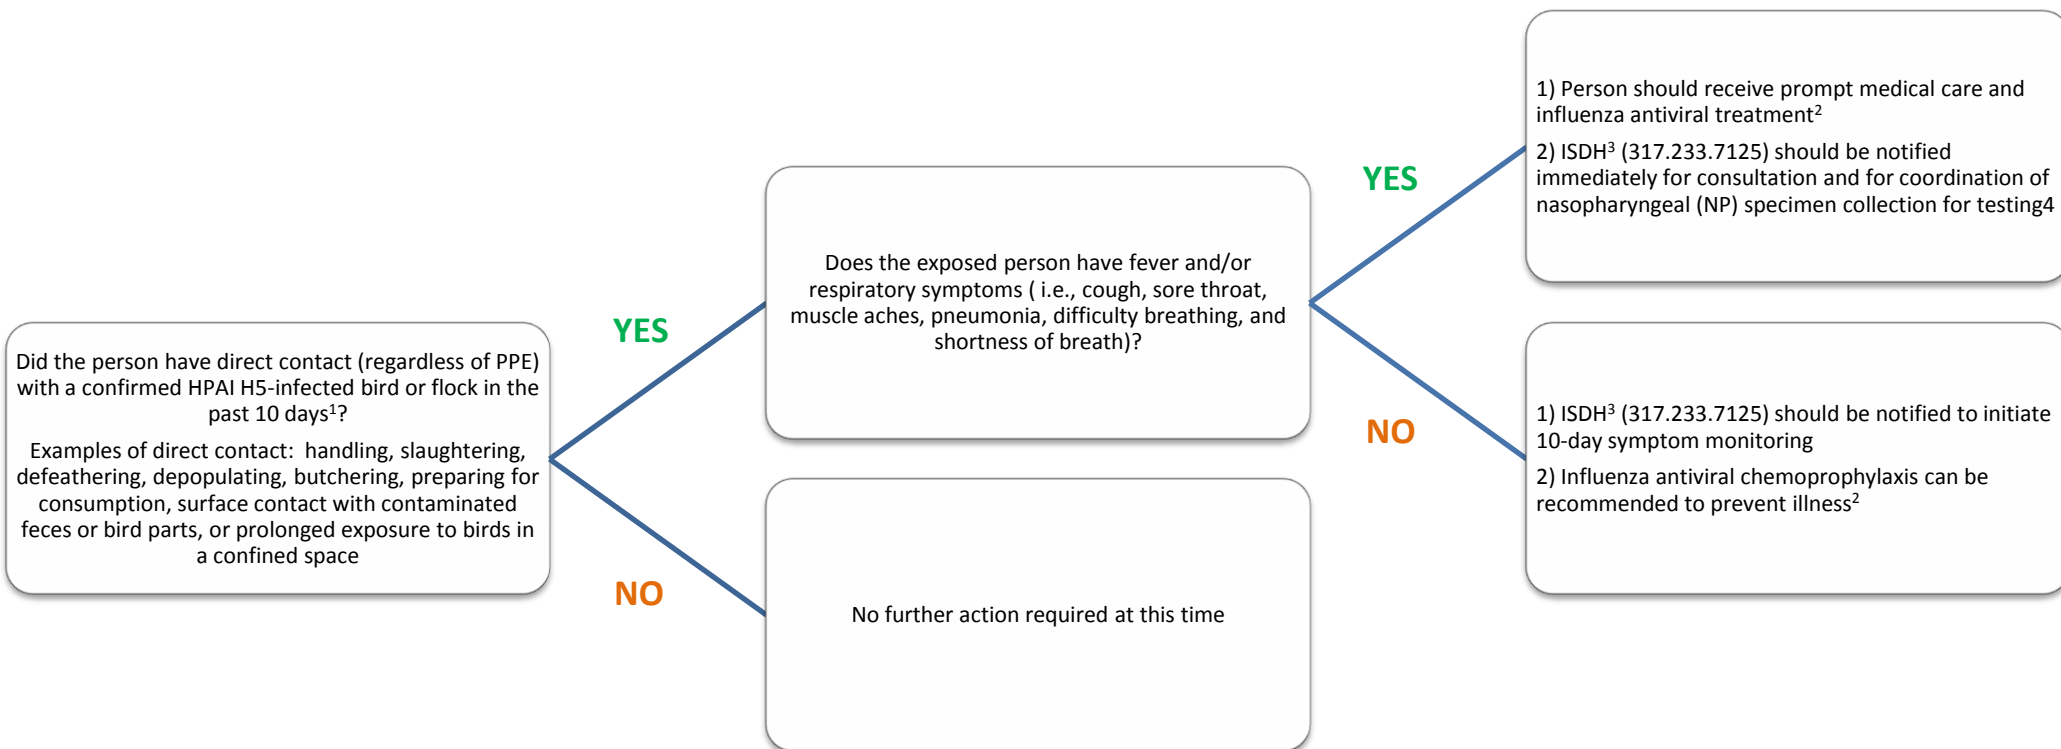 Did the person have direct contact (regardless of PPE)
with a confirmed HPAI H5-infected bird or flock in the
past 10 days¹?
Examples of direct contact:  handling, slaughtering,
defeathering, depopulating, butchering, preparing for
consumption, surface contact with contaminated
feces or bird parts, or prolonged exposure to birds in
a confined space
YES
NO
Does the exposed person have fever and/or
respiratory symptoms ( i.e., cough, sore throat,
muscle aches, pneumonia, difficulty breathing, and
shortness of breath)?
No further action required at this time
YES
NO
1) Person should receive prompt medical care and
influenza antiviral treatment²
2) ISDH³ (317.233.7125) should be notified
immediately for consultation and for coordination of
nasopharyngeal (NP) specimen collection for testing4
1) ISDH³ (317.233.7125) should be notified to initiate
10-day symptom monitoring
2) Influenza antiviral chemoprophylaxis can be
recommended to prevent illness²